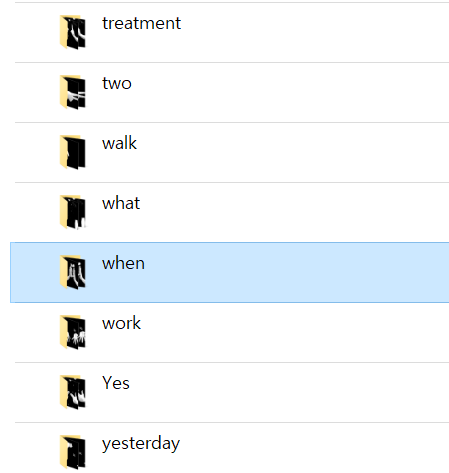 treatment
two
walk
what
when
work
Yes
yesterday